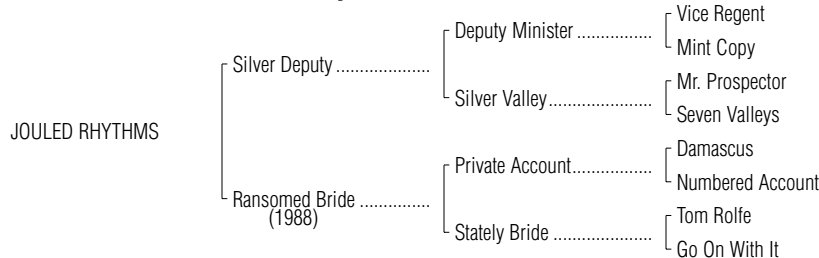 Vice Regent
Deputy Minister ................
Mint Copy
Silver Deputy ....................
Mr. Prospector
Silver Valley......................
Seven Valleys
JOULED RHYTHMS
Damascus
Private Account.................
Numbered Account
Ransomed Bride ...............
(1988)
Tom Rolfe
Stately Bride .....................
Go On With It